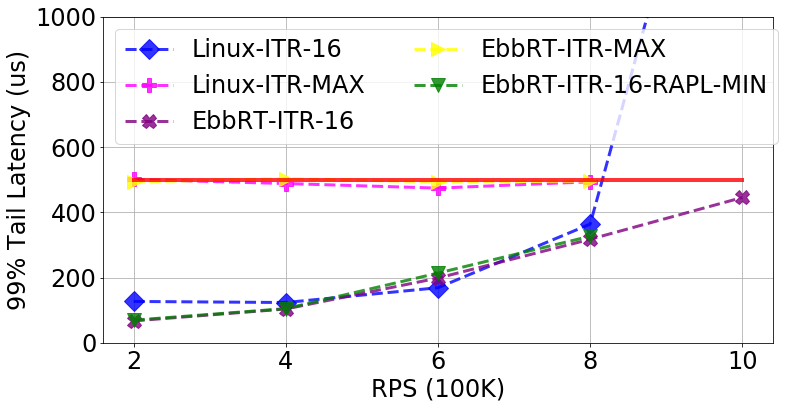 1000
800
600
400
200
0
99% Tail Latency (us)
Linux-ITR-16
Linux-ITR-MAX
EbbRT-ITR-16
EbbRT-ITR-MAX
EbbRT-ITR-16-RAPL-MIN
2 4 6 8 10
RPS (100K)